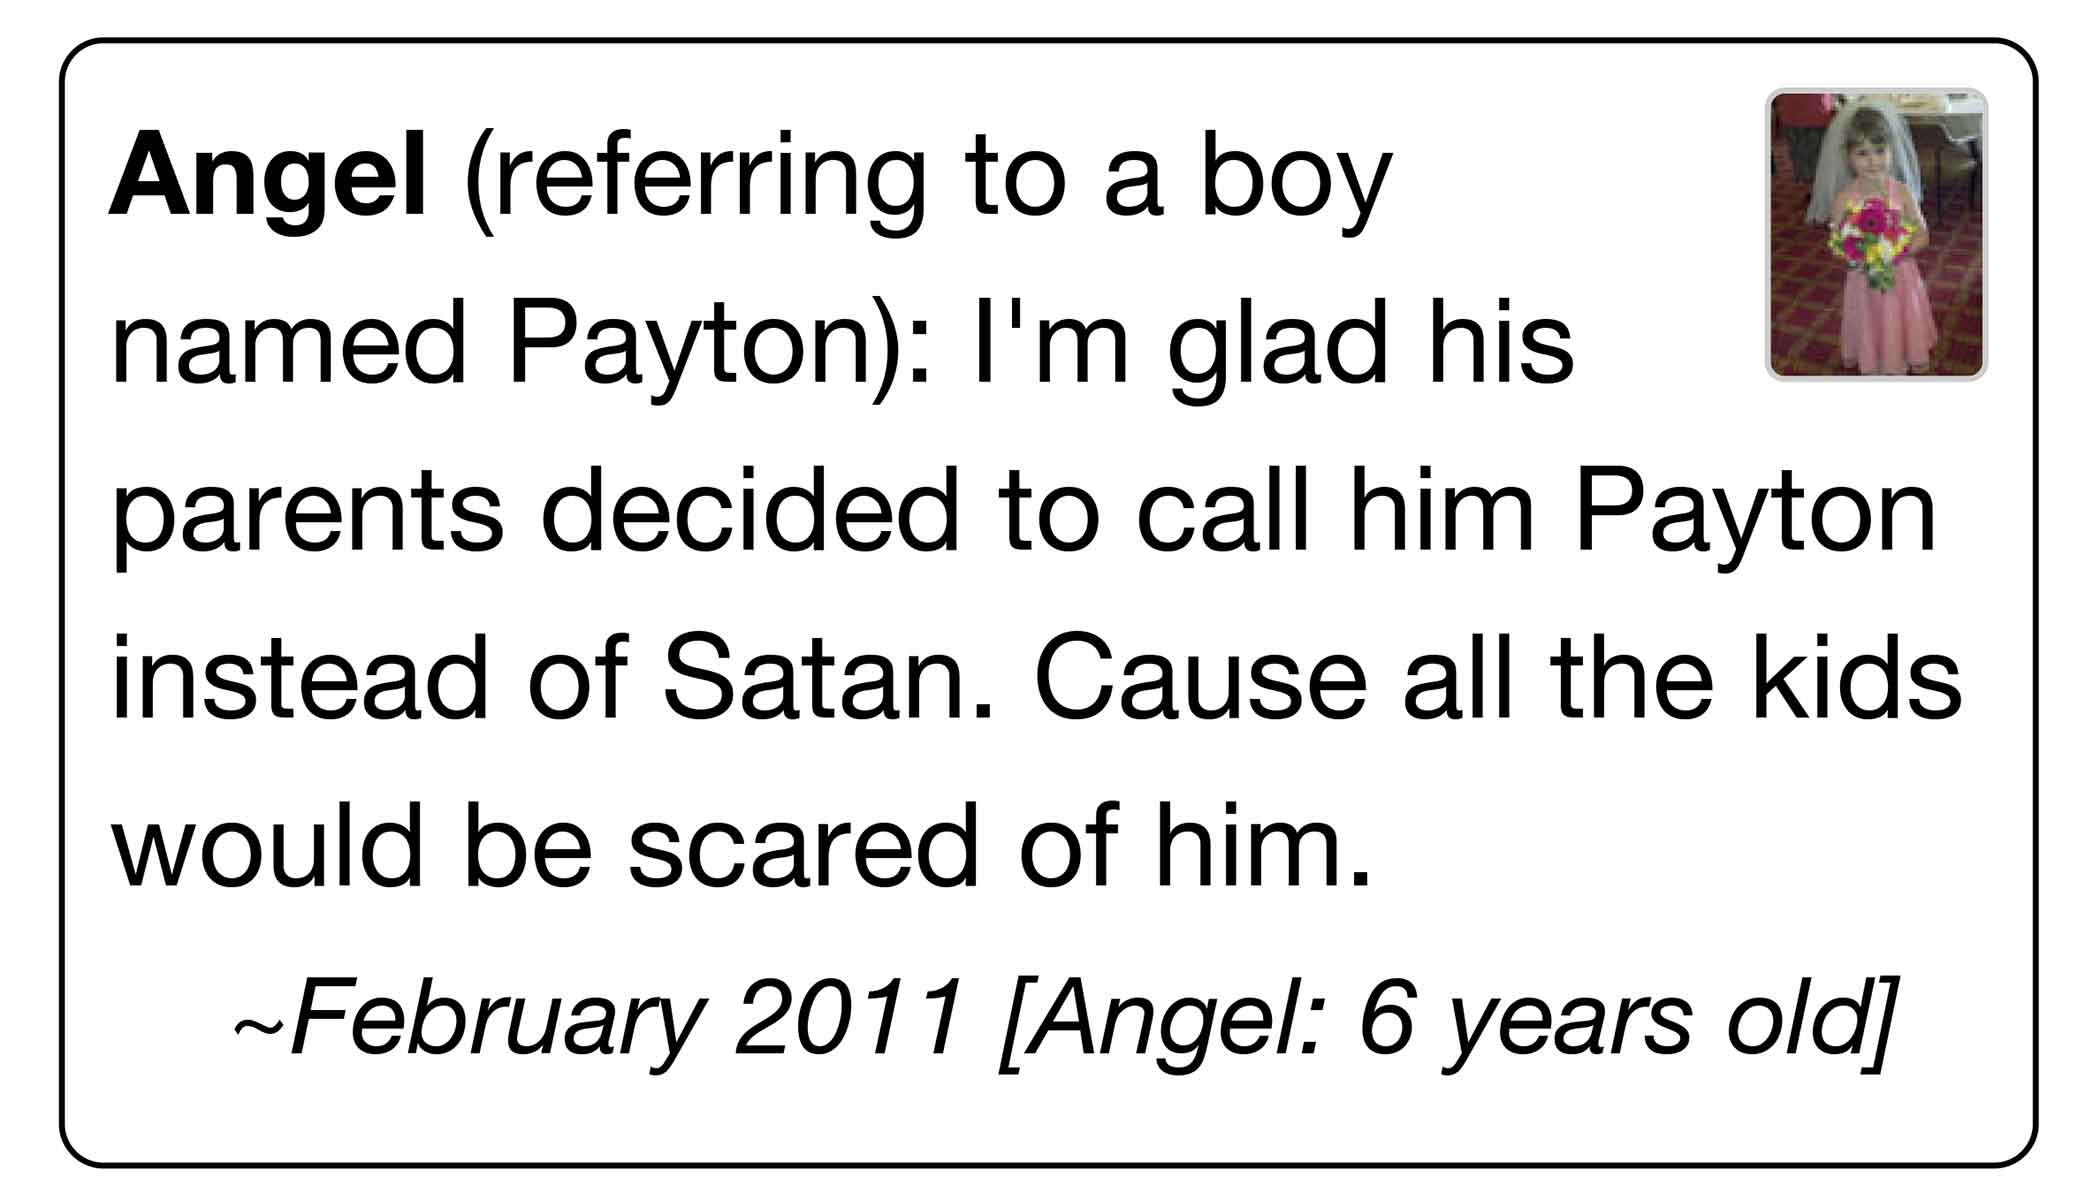 Angel (referring to a boy
named Payton): I'm glad his
parents decided to call him Payton
instead of Satan. Cause all the kids
would be scared of him.
~February 2011 [Angel: 6 years old]